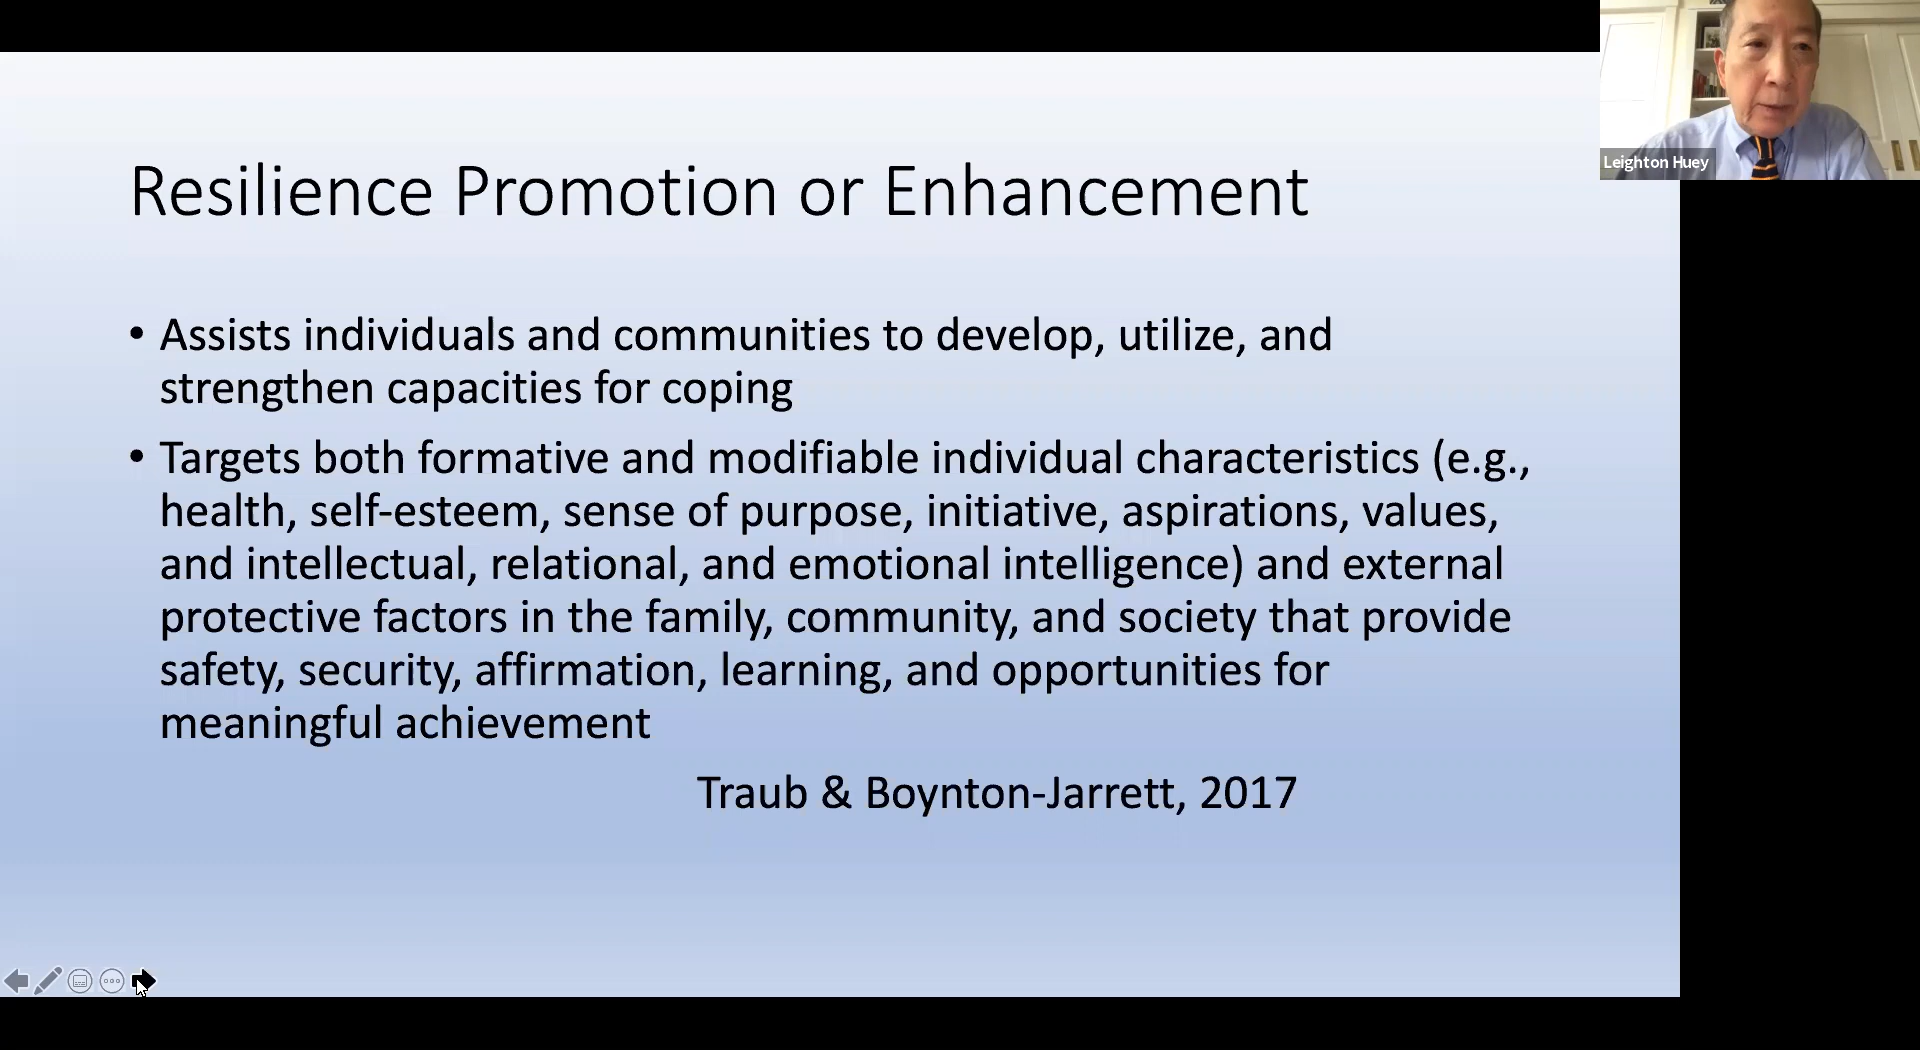 Leighton Huey
Resilience Promotion or Enhancement
• Assists individuals and communities to develop, utilize, and
strengthen capacities for coping
• Targets both formative and modifiable individual characteristics (e.g.,
health, self-esteem, sense of purpose, initiative, aspirations, values,
and intellectual, relational, and emotional intelligence) and external
protective factors in the family, community, and society that provide
safety, security, affirmation, learning, and opportunities for
meaningful achievement
Traub & Boynton-Jarrett, 2017